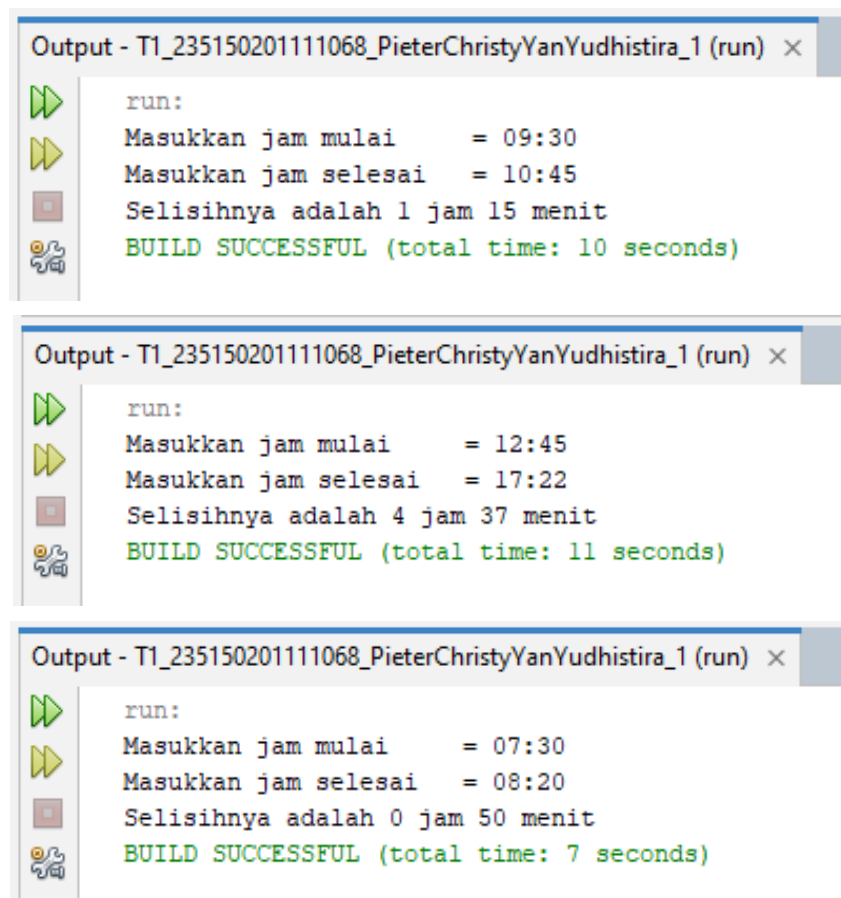 Output - T1_235150201111068_PieterChristyYanYudhistira_1 (run) ×
run:
Masukkan jam mulai     = 09:30
Masukkan jam selesai   = 10:45
Selisihnya adalah 1 jam 15 menit
BUILD SUCCESSFUL (total time: 10 seconds)
Output - T1_235150201111068_PieterChristyYanYudhistira_1 (run) ×
run:
Masukkan jam mulai     = 12:45
Masukkan jam selesai   = 17:22
Selisihnya adalah 4 jam 37 menit
BUILD SUCCESSFUL (total time: 11 seconds)
Output - T1_235150201111068_PieterChristyYanYudhistira_1 (run) ×
run:
Masukkan jam mulai     = 07:30
Masukkan jam selesai   = 08:20
Selisihnya adalah 0 jam 50 menit
BUILD SUCCESSFUL (total time: 7 seconds)